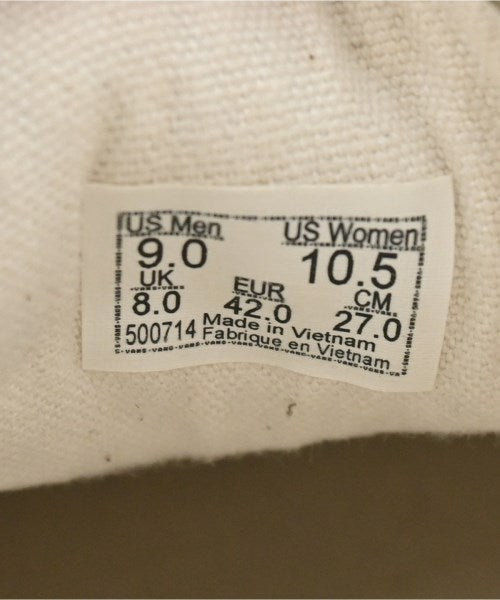 US Men US Women
9.0 10.5
UK EUR CM
8.0 42.0 27.0
500714 Made in Vietnam
Fabrique en Vietnam